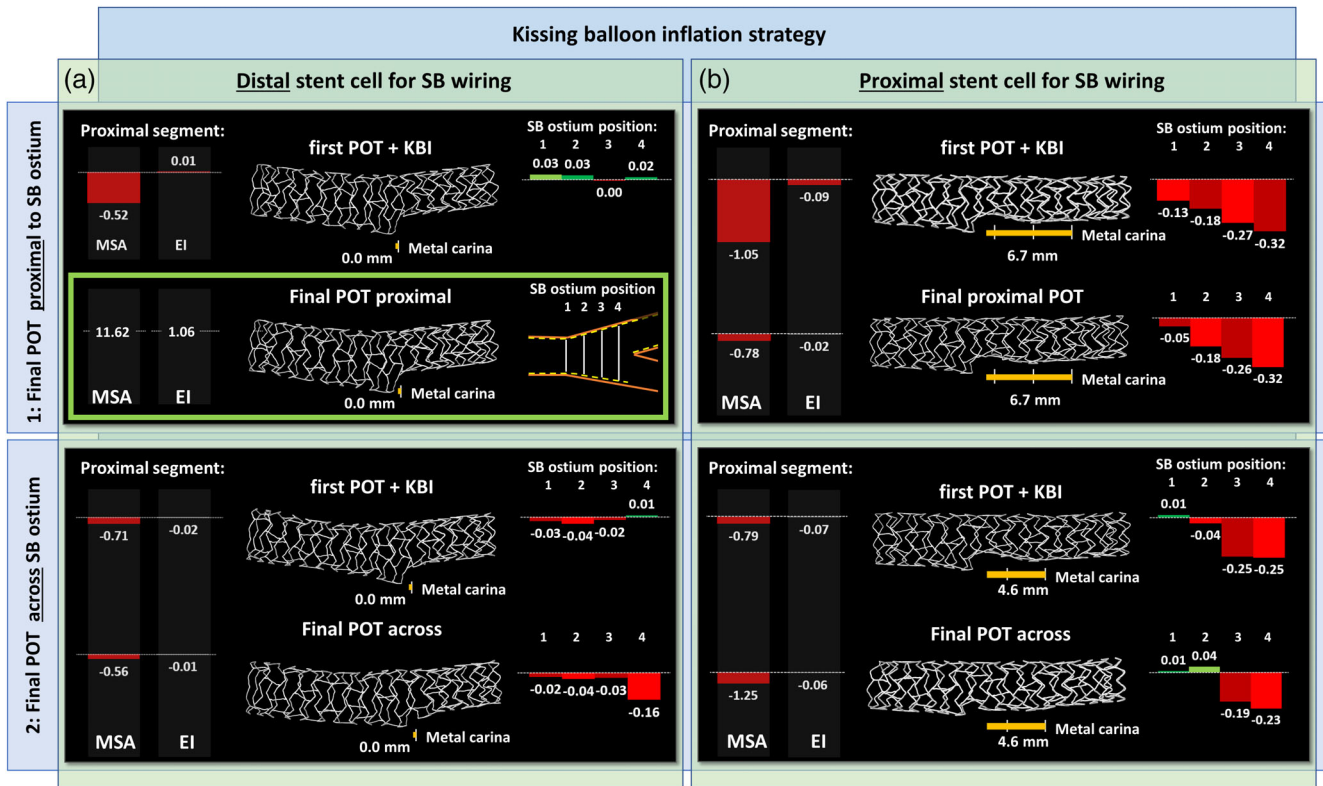 Kissing balloon inflation strategy
(a)
Distal stent cell for SB wiring
(b)
Proximal stent cell for SB wiring
1: Final POT proximal to SB ostium
Proximal segment:
0.01
-0.52
MSA
EI
first POT + KBI
0.0 mm
Metal carina
SB ostium position:
1 2 3 4
0.03 0.03 0.02
0.00
11.62
1.06
MSA
EI
Final POT proximal
0.0 mm
Metal carina
SB ostium position
1 2 3 4
Proximal segment:
-1.05
-0.09
first POT + KBI
Metal carina
6.7 mm
SB ostium position:
1 2 3 4
-0.13
-0.18
-0.27
-0.32
-0.78
-0.02
MSA
EI
Final proximal POT
Metal carina
6.7 mm
-0.05
-0.18
-0.26
-0.32
2: Final POT across SB ostium
Proximal segment:
-0.71
-0.02
first POT + KBI
Metal carina
0.0 mm
SB ostium position:
1 2 3 4
0.01
-0.03 -0.04 -0.02
-0.56
-0.01
MSA
EI
Final POT across
0.0 mm
Metal carina
1 2 3 4
-0.02 -0.04 -0.03
-0.16
Proximal segment:
-0.79
-0.07
first POT + KBI
Metal carina
4.6 mm
SB ostium position:
1 2 3 4
0.01
-0.04
-0.25 -0.25
-1.25
-0.06
MSA
EI
Final POT across
Metal carina
4.6 mm
1 2 3 4
0.01 0.04
-0.19
-0.23